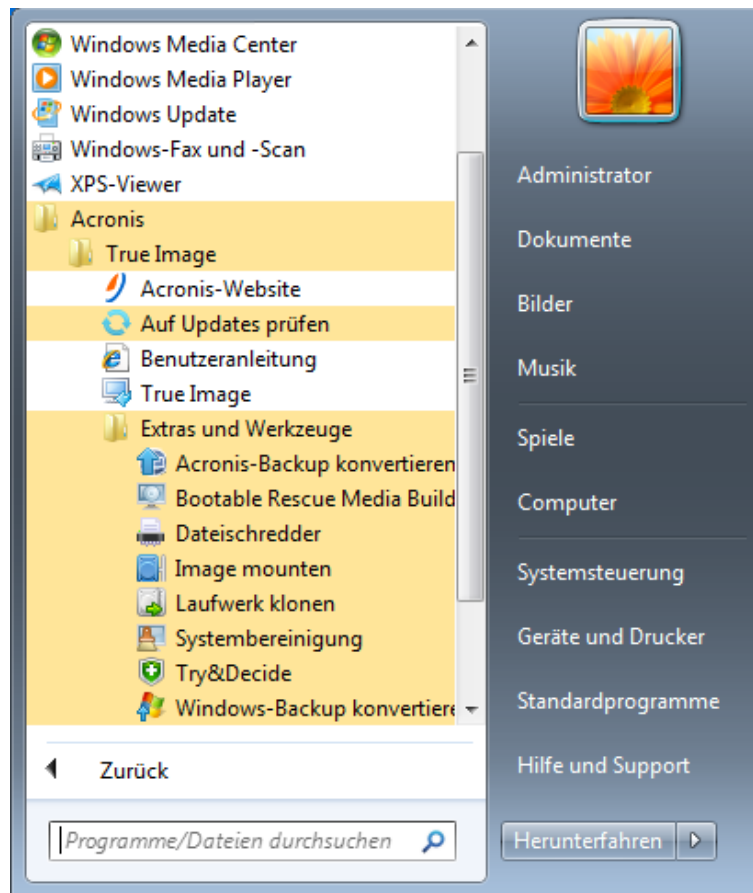 Windows Media Center
Windows Media Player
Windows Update
Windows-Fax und -Scan
XPS-Viewer
Acronis
True Image
Acronis-Website
Auf Updates prüfen
Benutzeranleitung
True Image
Extras und Werkzeuge
Acronis-Backup konvertieren
Bootable Rescue Media Build
Dateischredder
Image mounten
Laufwerk klonen
Systembereinigung
Try&Decide
Windows-Backup konvertiere
Zurück
Programme/Dateien durchsuchen
Administrator
Dokumente
Bilder
Musik
Spiele
Computer
Systemsteuerung
Geräte und Drucker
Standardprogramme
Hilfe und Support
Herunterfahren